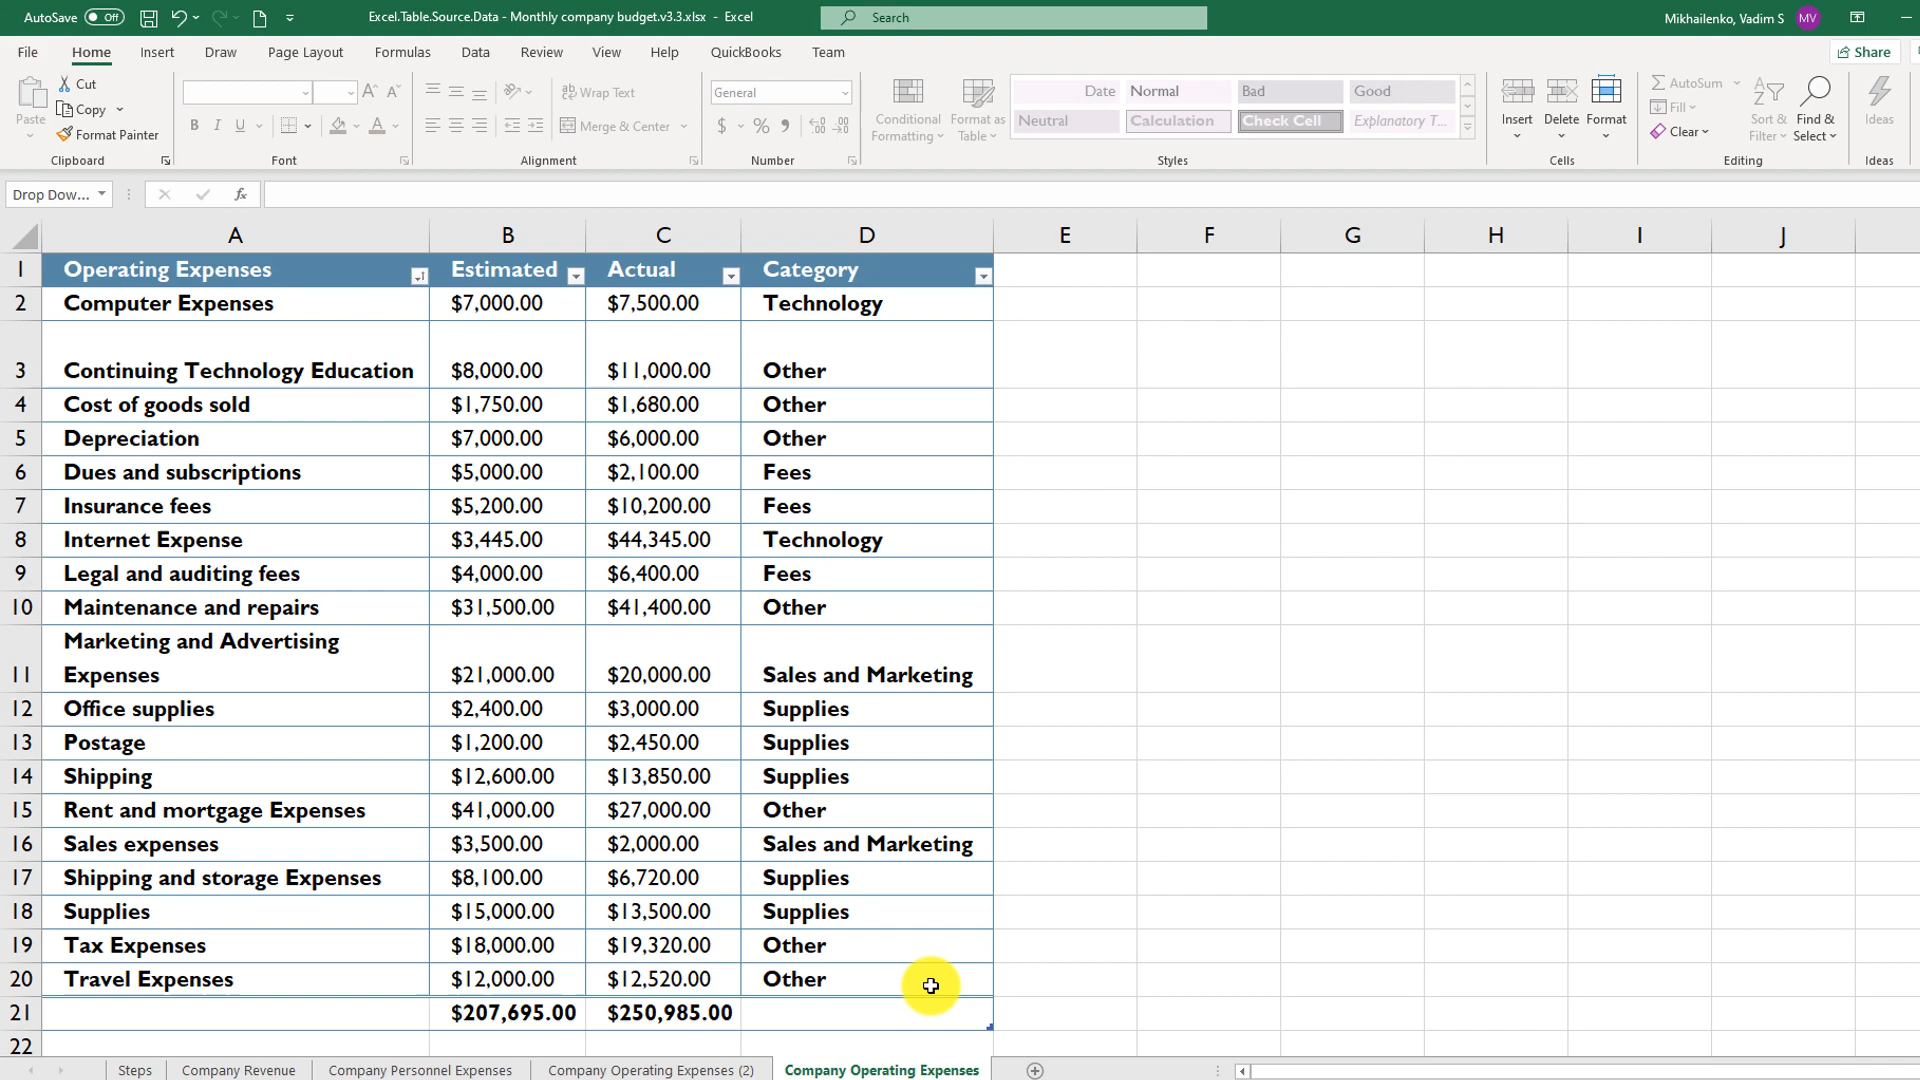 AutoSave Off Excel.Table.Source.Data - Monthly company budget.v3.3.xlsx - Excel Search Mikhailenko, Vadim S MV
File Home Insert Draw Page Layout Formulas Data Review View Help QuickBooks Team Share
Paste Cut Copy Format Painter Clipboard
B I U A A A Font
Wrap Text Merge & Center Alignment
General $ % Number
Conditional Formatting Format as Table
Date Normal Bad Good
Neutral Calculation Check Cell Explanatory T... Styles
Insert Delete Format Cells
AutoSum Fill Clear Sort & Filter Find & Select Editing
Ideas Ideas
Drop Dow... fx
A B C D E F G H I J
1 Operating Expenses Estimated Actual Category
2 Computer Expenses $7,000.00 $7,500.00 Technology
3 Continuing Technology Education $8,000.00 $11,000.00 Other
4 Cost of goods sold $1,750.00 $1,680.00 Other
5 Depreciation $7,000.00 $6,000.00 Other
6 Dues and subscriptions $5,000.00 $2,100.00 Fees
7 Insurance fees $5,200.00 $10,200.00 Fees
8 Internet Expense $3,445.00 $44,345.00 Technology
9 Legal and auditing fees $4,000.00 $6,400.00 Fees
10 Maintenance and repairs $31,500.00 $41,400.00 Other
Marketing and Advertising
11 Expenses $21,000.00 $20,000.00 Sales and Marketing
12 Office supplies $2,400.00 $3,000.00 Supplies
13 Postage $1,200.00 $2,450.00 Supplies
14 Shipping $12,600.00 $13,850.00 Supplies
15 Rent and mortgage Expenses $41,000.00 $27,000.00 Other
16 Sales expenses $3,500.00 $2,000.00 Sales and Marketing
17 Shipping and storage Expenses $8,100.00 $6,720.00 Supplies
18 Supplies $15,000.00 $13,500.00 Supplies
19 Tax Expenses $18,000.00 $19,320.00 Other
20 Travel Expenses $12,000.00 $12,520.00 Other
21 $207,695.00 $250,985.00
22
Steps Company Revenue Company Personnel Expenses Company Operating Expenses (2) Company Operating Expenses